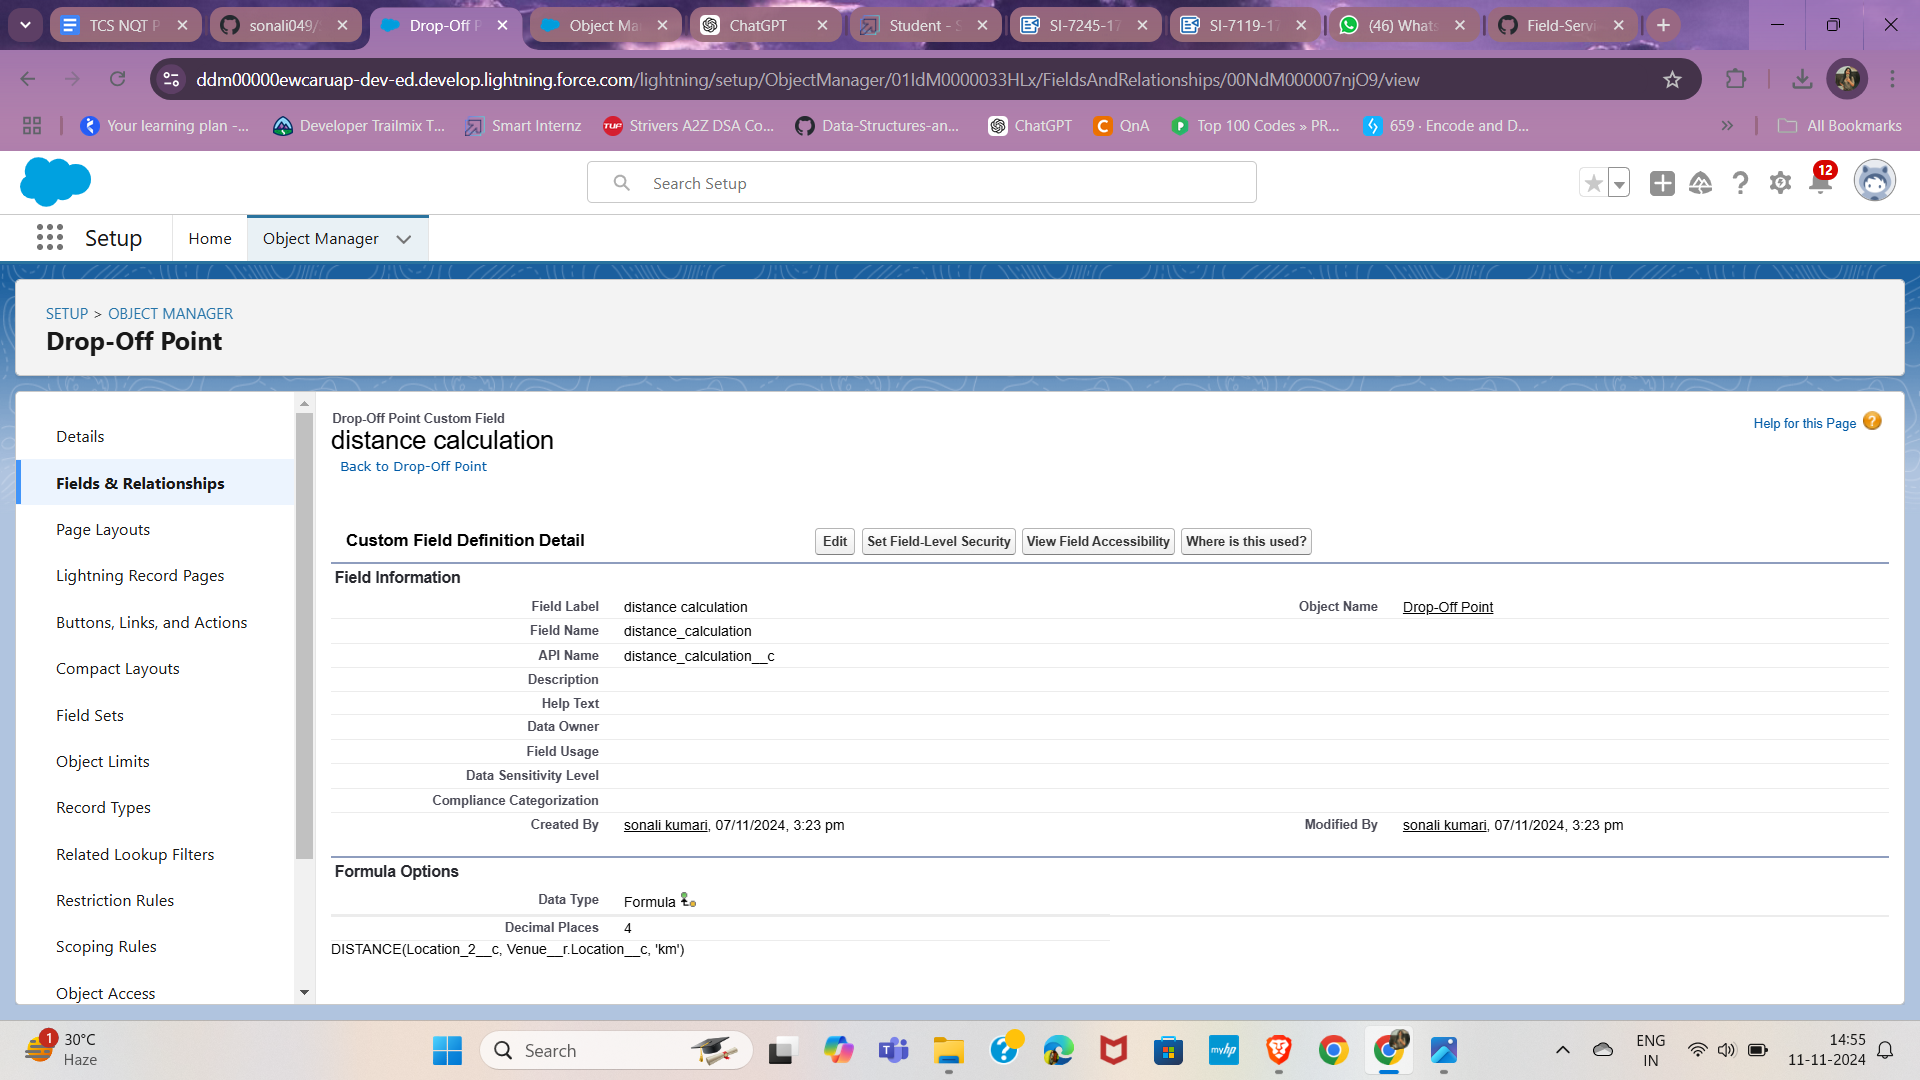 TCS NQT P
sonali049/
Drop-Off P
Object Ma
ChatGPT
Student - S
SI-7245-17
SI-7119-17
(46) Whats
Field-Servi
ddm00000ewcaruap-dev-ed.develop.lightning.force.com/lightning/setup/ObjectManager/01IdM0000033HLx/FieldsAndRelationships/00NdM000007njO9/view
Your learning plan -...
Developer Trailmix T...
Smart Internz
TUF
Strivers A2Z DSA Co...
Data-Structures-an...
ChatGPT
QnA
Top 100 Codes » PR...
659 · Encode and D...
»
All Bookmarks
Search Setup
12
Setup
Home
Object Manager
SETUP > OBJECT MANAGER
Drop-Off Point
Details
Fields & Relationships
Page Layouts
Lightning Record Pages
Buttons, Links, and Actions
Compact Layouts
Field Sets
Object Limits
Record Types
Related Lookup Filters
Restriction Rules
Scoping Rules
Object Access
Drop-Off Point Custom Field
distance calculation
Back to Drop-Off Point
Help for this Page
Custom Field Definition Detail
Edit
Set Field-Level Security
View Field Accessibility
Where is this used?
Field Information
Field Label distance calculation
Object Name Drop-Off Point
Field Name distance_calculation
API Name distance_calculation__c
Description
Help Text
Data Owner
Field Usage
Data Sensitivity Level
Compliance Categorization
Created By sonali kumari, 07/11/2024, 3:23 pm
Modified By sonali kumari, 07/11/2024, 3:23 pm
Formula Options
Data Type Formula
Decimal Places 4
DISTANCE(Location_2__c, Venue__r.Location__c, 'km')
1
30°C
Haze
Search
myhp
ENG
IN
14:55
11-11-2024